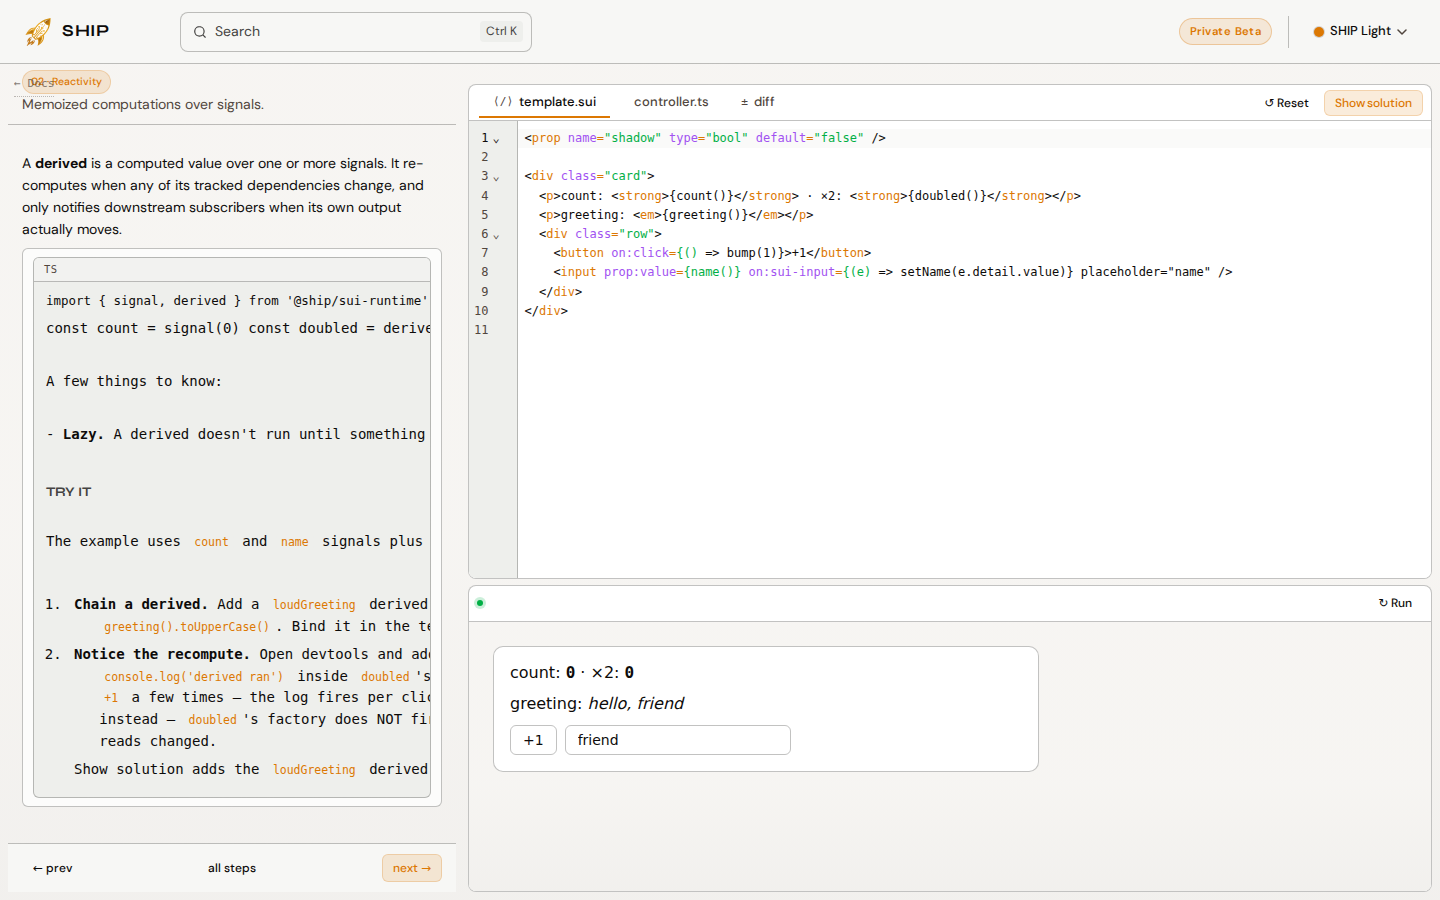 SHIP
Search
Ctrl K
Private Beta
SHIP Light
← Docs
02 · Reactivity
Memoized computations over signals.
A derived is a computed value over one or more signals. It re-
computes when any of its tracked dependencies change, and
only notifies downstream subscribers when its own output
actually moves.
TS
import { signal, derived } from '@ship/sui-runtime'
const count = signal(0) const doubled = derive
A few things to know:
- Lazy. A derived doesn't run until something
TRY IT
The example uses count and name signals plus
1. Chain a derived. Add a loudGreeting derived
greeting().toUpperCase() . Bind it in the te
2. Notice the recompute. Open devtools and add
console.log('derived ran') inside doubled 's
+1 a few times — the log fires per clic
instead — doubled 's factory does NOT fir
reads changed.
Show solution adds the loudGreeting derived
← prev
all steps
next →
⟨/⟩ template.sui
controller.ts
± diff
↺ Reset
Show solution
1 <prop name="shadow" type="bool" default="false" />
2
3 <div class="card">
4 <p>count: <strong>{count()}</strong> · ×2: <strong>{doubled()}</strong></p>
5 <p>greeting: <em>{greeting()}</em></p>
6 <div class="row">
7 <button on:click={() => bump(1)}>+1</button>
8 <input prop:value={name()} on:sui-input={(e) => setName(e.detail.value)} placeholder="name" />
9 </div>
10 </div>
11
↻ Run
count: 0 · ×2: 0
greeting: hello, friend
+1
friend